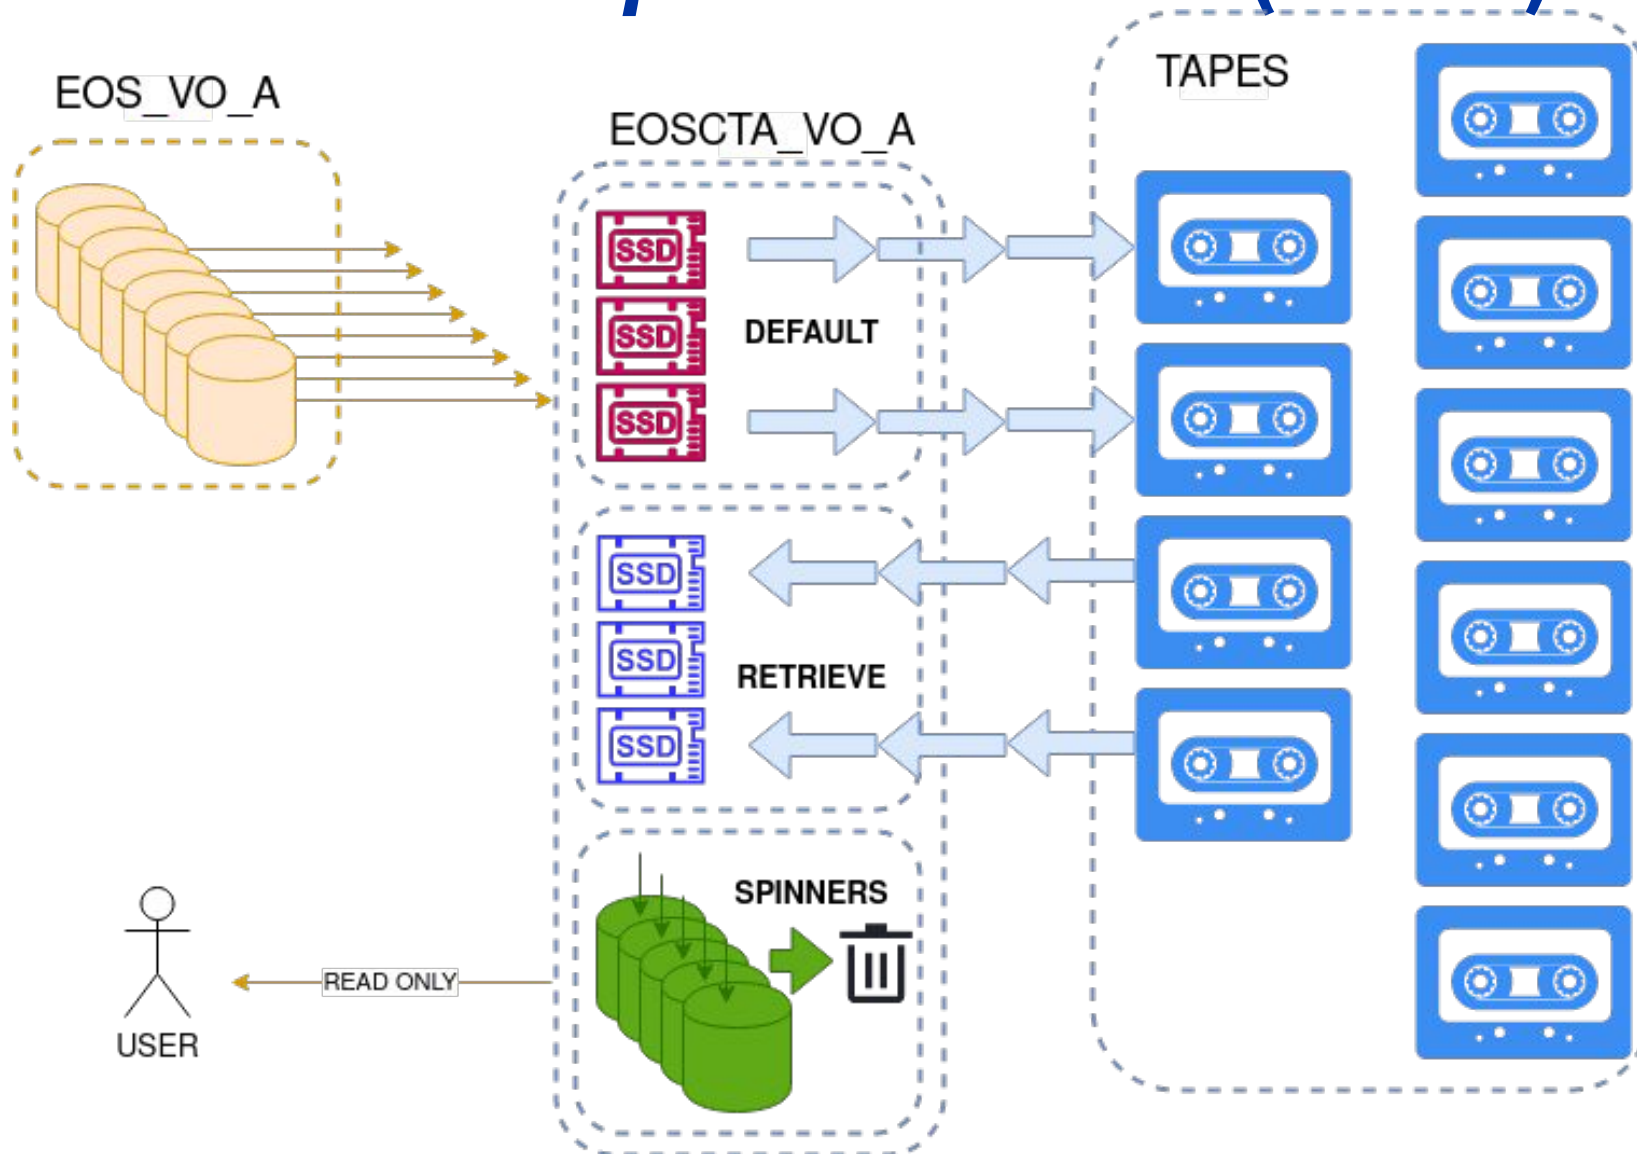 EOS_VO_A
EOSCTA_VO_A
TAPES
SSD
SSD
DEFAULT
SSD
SSD
SSD
RETRIEVE
SSD
SPINNERS
READ ONLY
USER